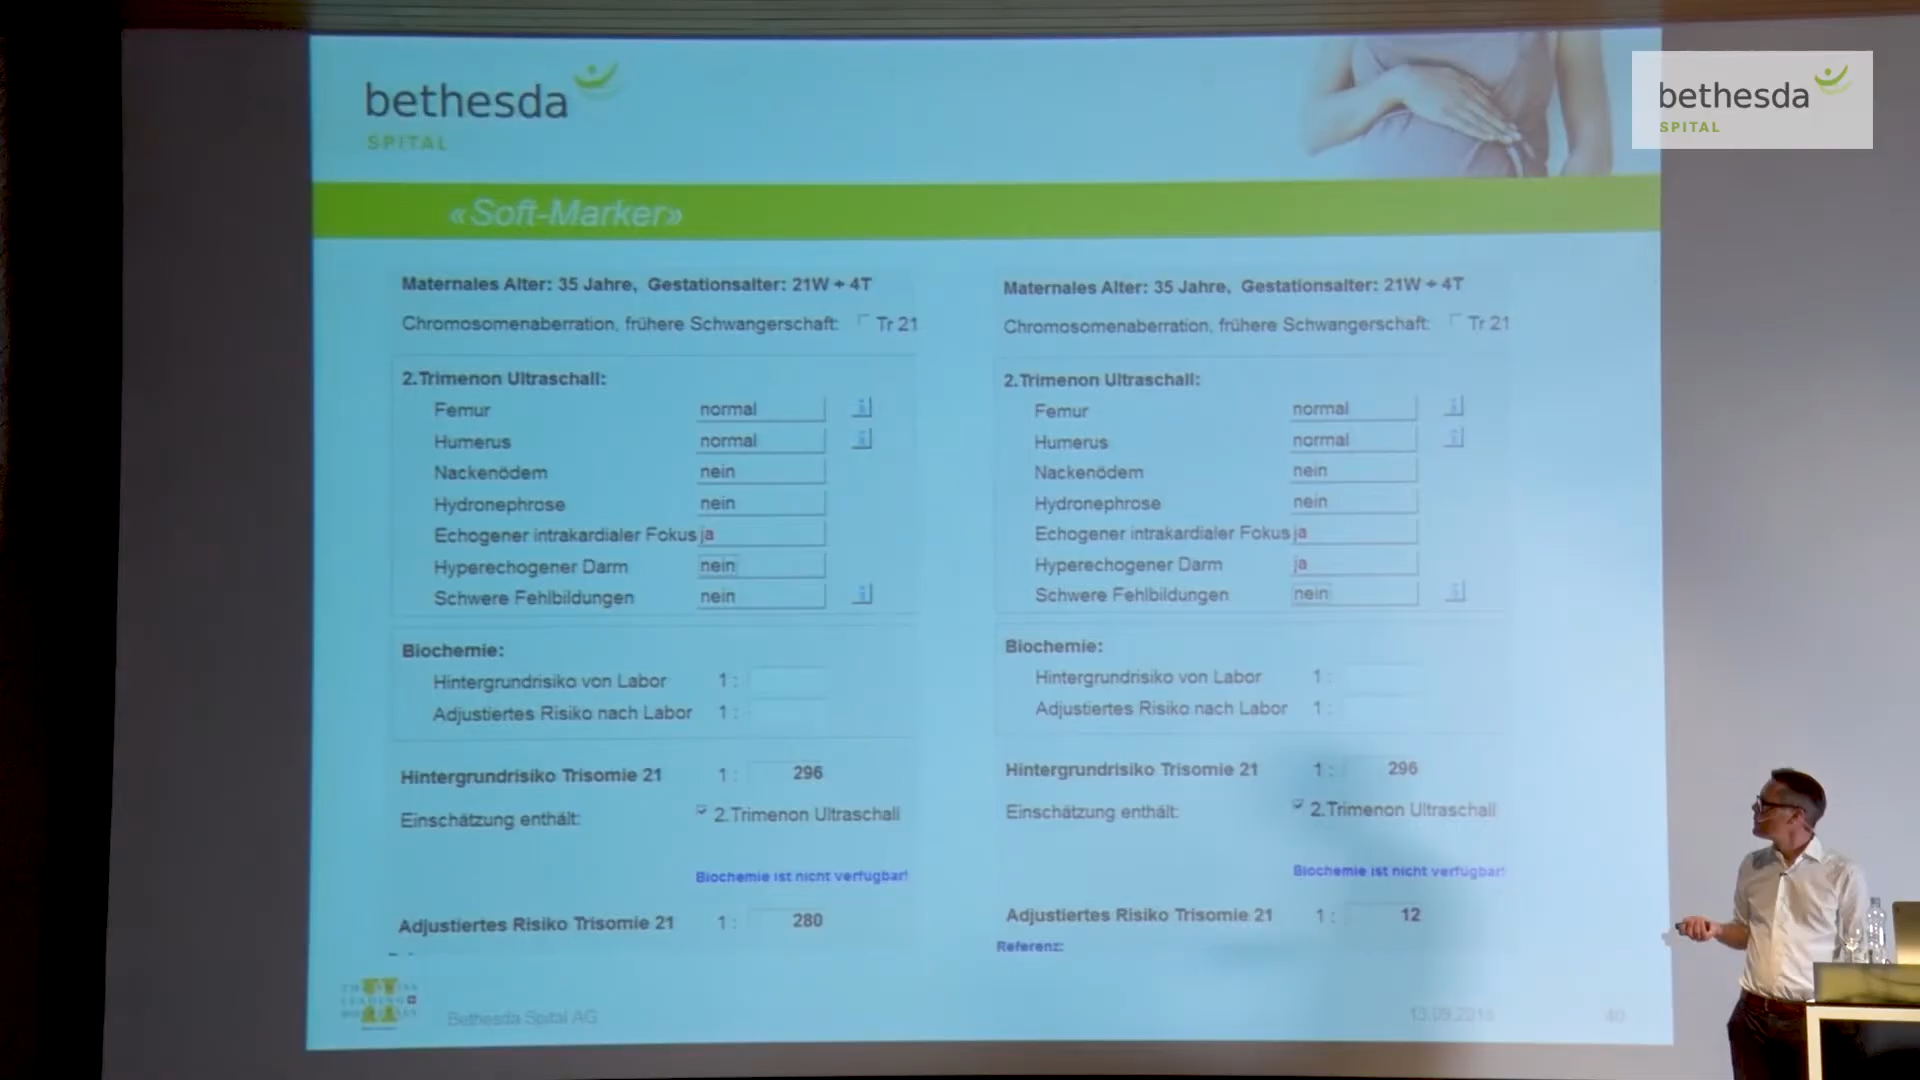 bethesda
SPITAL
bethesda
SPITAL
«Soft-Marker»
Maternales Alter: 35 Jahre, Gestationsalter: 21W + 4T
Chromosomenaberration, frühere Schwangerschaft: Tr 21
2.Trimenon Ultraschall:
Femur normal
Humerus normal
Nackenödem nein
Hydronephrose nein
Echogener intrakardialer Fokus ja
Hyperechogener Darm nein
Schwere Fehlbildungen nein
Biochemie:
Hintergrundrisiko von Labor 1 :
Adjustiertes Risiko nach Labor 1 :
Hintergrundrisiko Trisomie 21 1 : 296
Einschätzung enthält: 2.Trimenon Ultraschall
Biochemie ist nicht verfügbar!
Adjustiertes Risiko Trisomie 21 1 : 280
Maternales Alter: 35 Jahre, Gestationsalter: 21W + 4T
Chromosomenaberration, frühere Schwangerschaft: Tr 21
2.Trimenon Ultraschall:
Femur normal
Humerus normal
Nackenödem nein
Hydronephrose nein
Echogener intrakardialer Fokus ja
Hyperechogener Darm ja
Schwere Fehlbildungen nein
Biochemie:
Hintergrundrisiko von Labor 1 :
Adjustiertes Risiko nach Labor 1 :
Hintergrundrisiko Trisomie 21 1 : 296
Einschätzung enthält: 2.Trimenon Ultraschall
Biochemie ist nicht verfügbar!
Adjustiertes Risiko Trisomie 21 1 : 12
Referenz:
Bethesda Spital AG
40